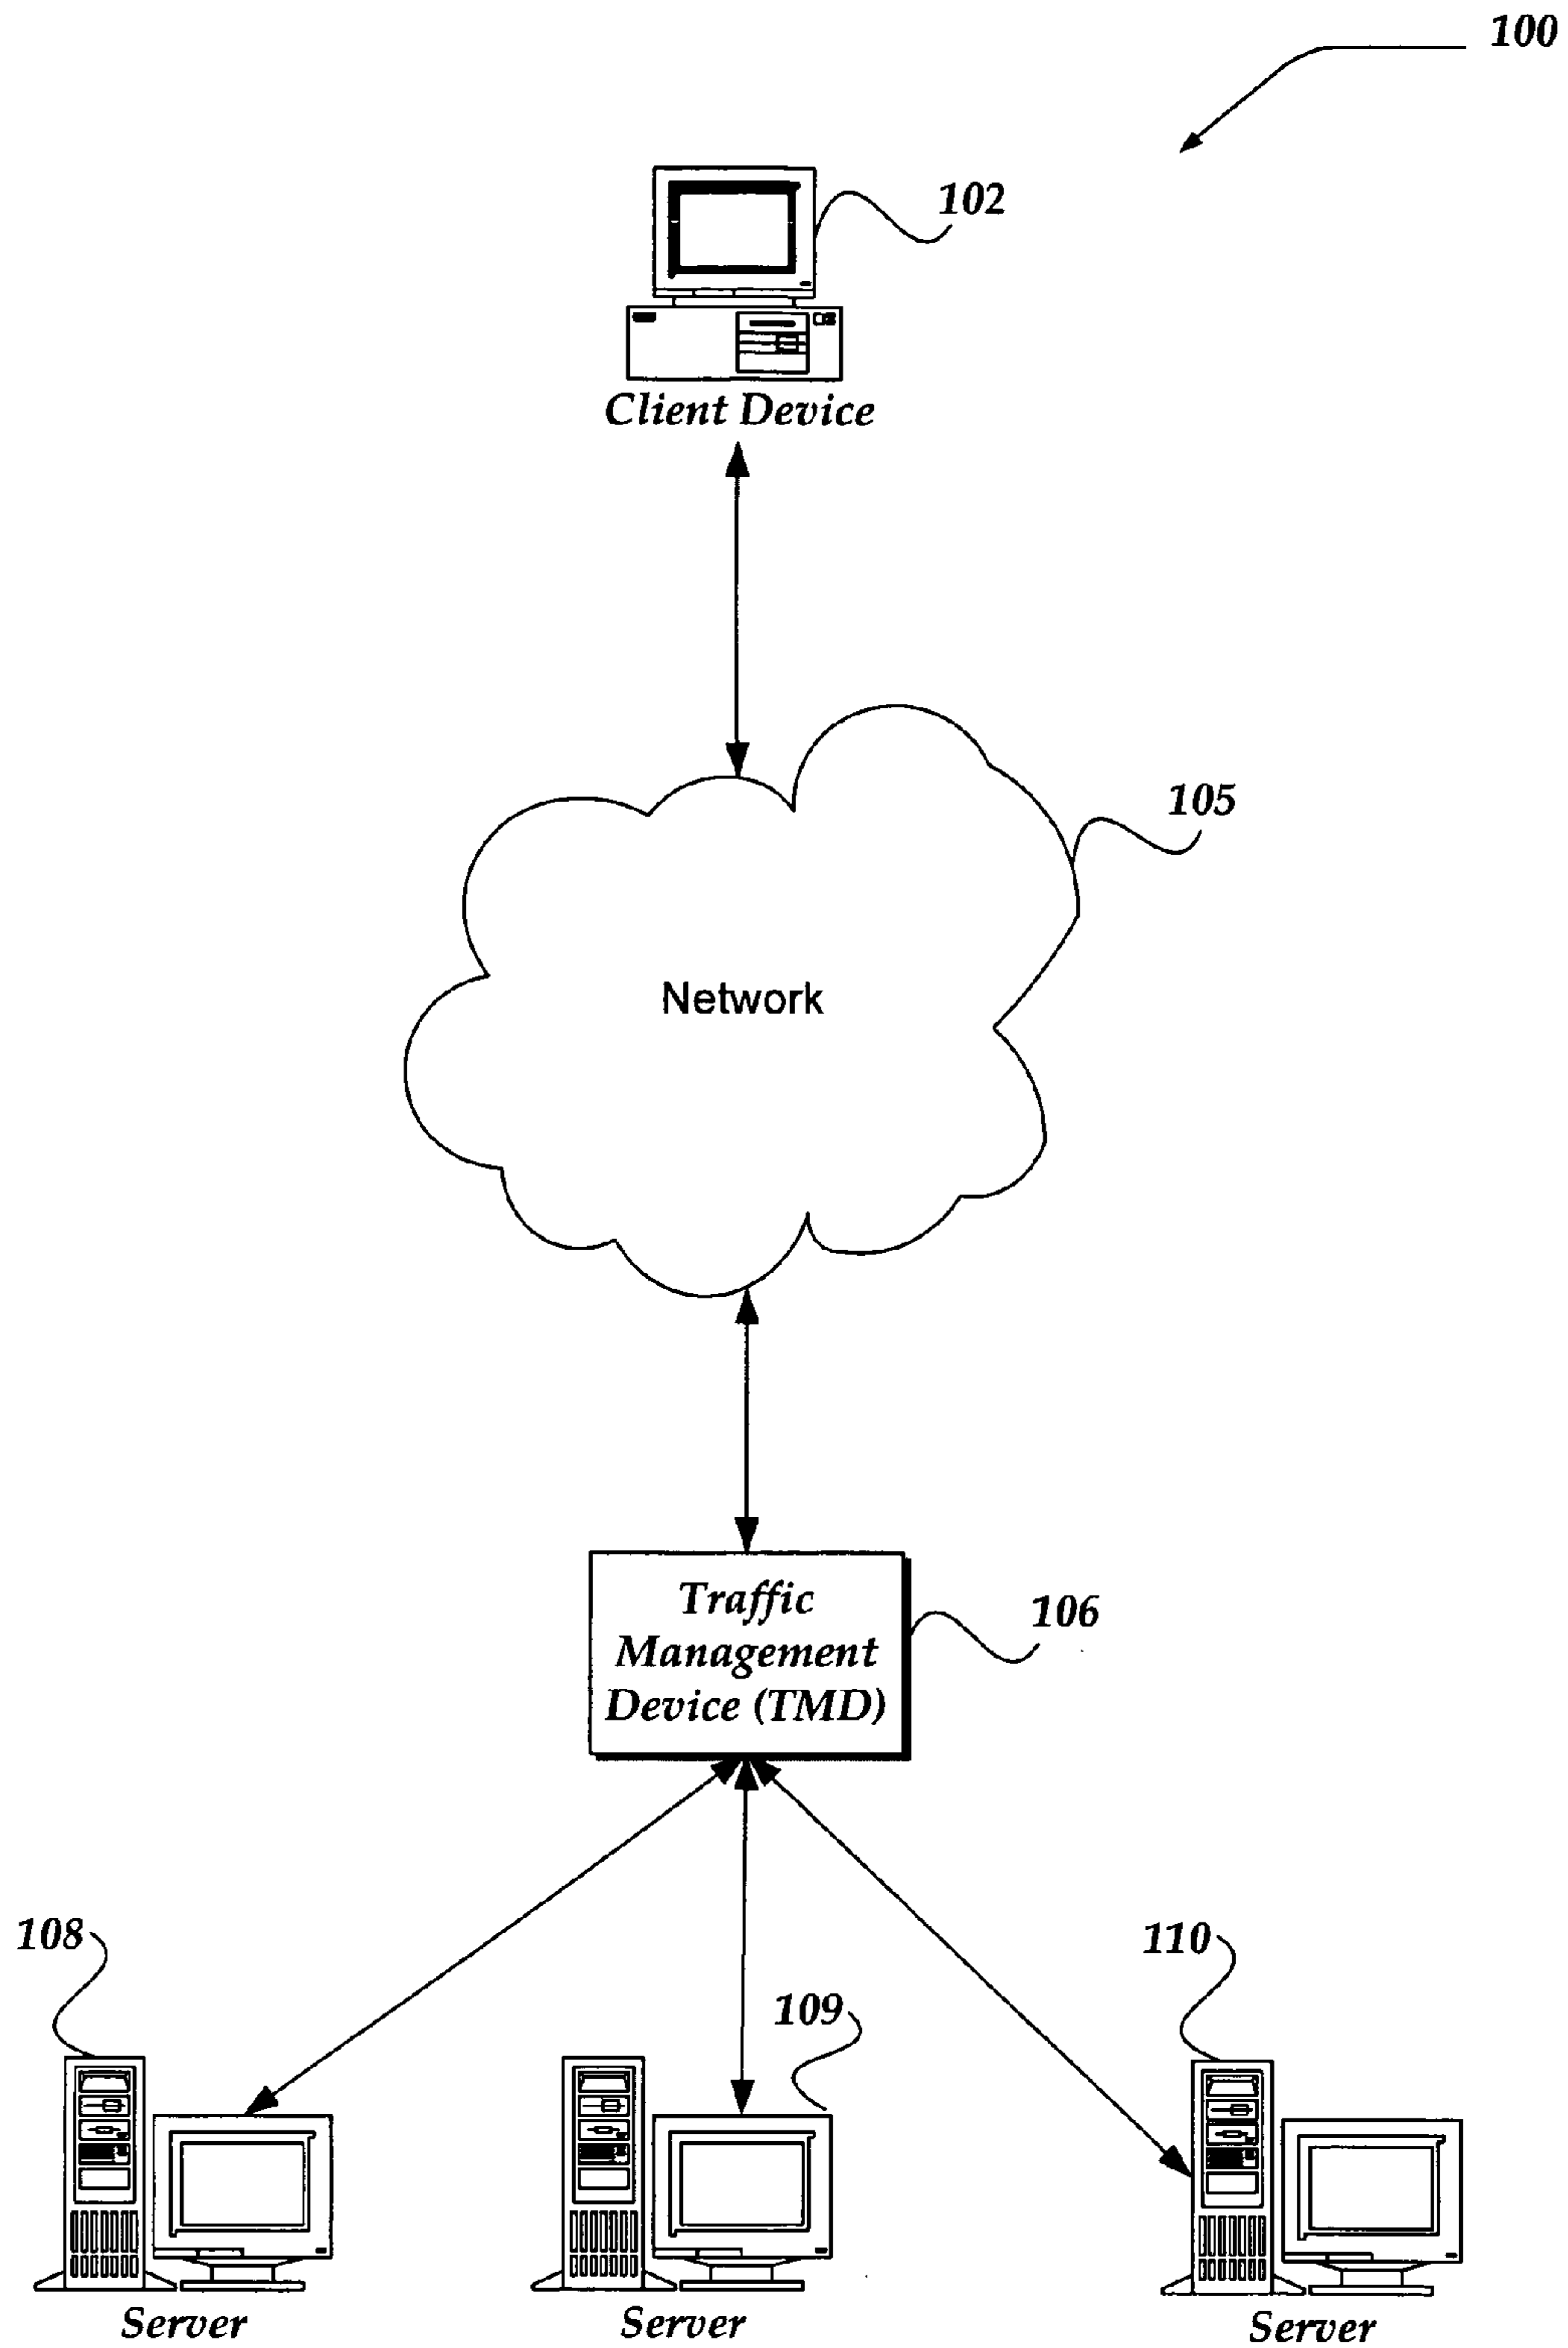 100
102
Client Device
105
Network
Traffic
Management
Device (TMD)
106
108
109
110
Server
Server
Server